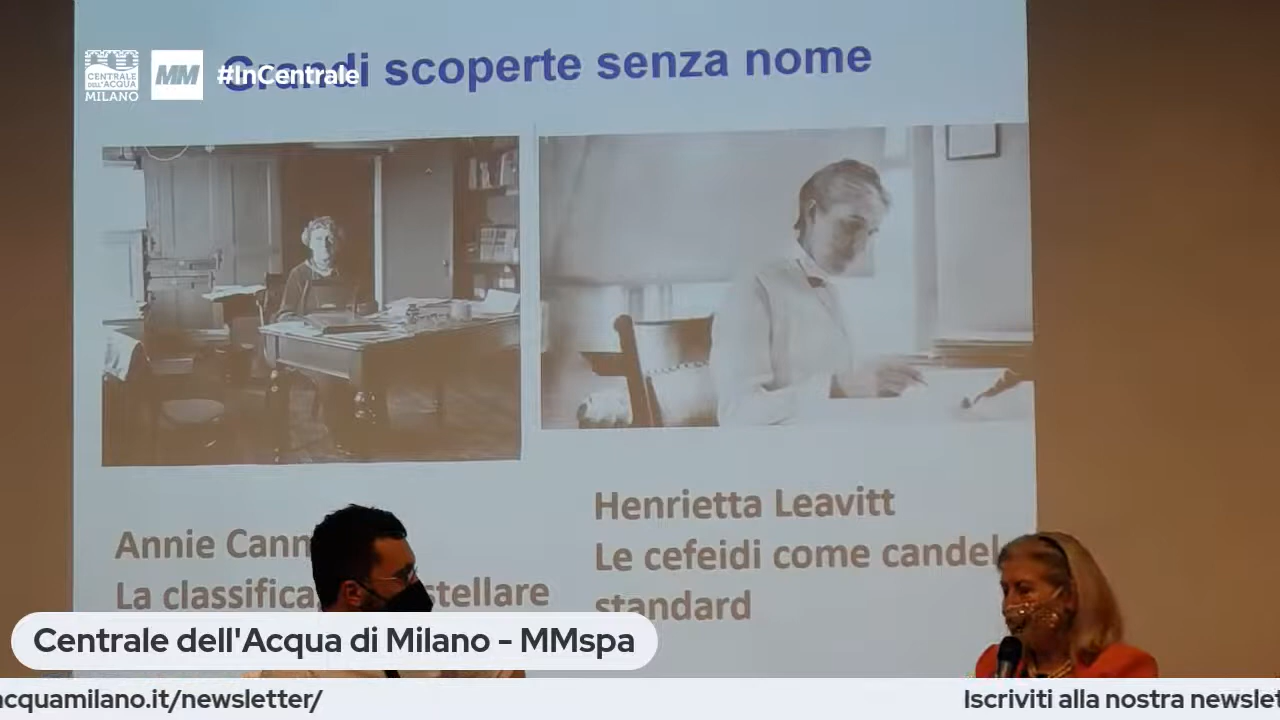 CENTRALE
DELL'ACQUA
MILANO
MM
#InCentrale
Grandi scoperte senza nome
Annie Cann
La classifica stellare
Henrietta Leavitt
Le cefeidi come candel
standard
Centrale dell'Acqua di Milano - MMspa
acquamilano.it/newsletter/
Iscriviti alla nostra newslet